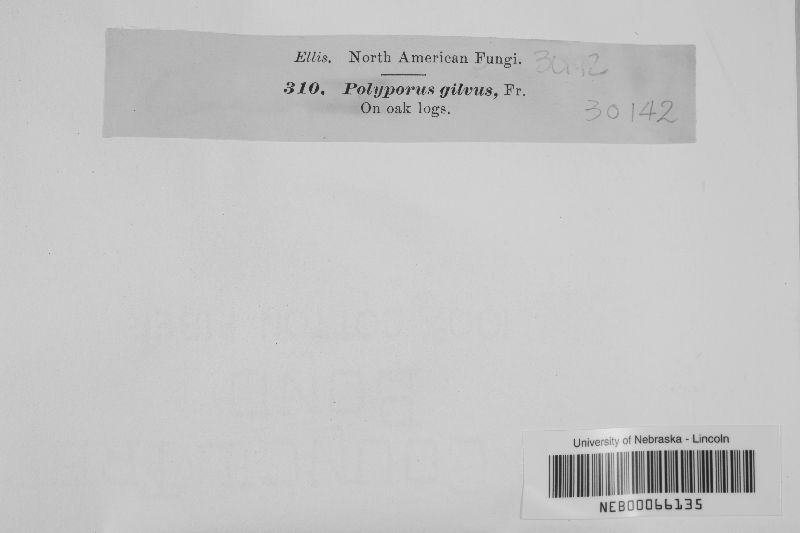 Ellis. North American Fungi. 30142
310. Polyporus gilvus, Fr.
On oak logs.
30142
University of Nebraska - Lincoln
NEB00066135